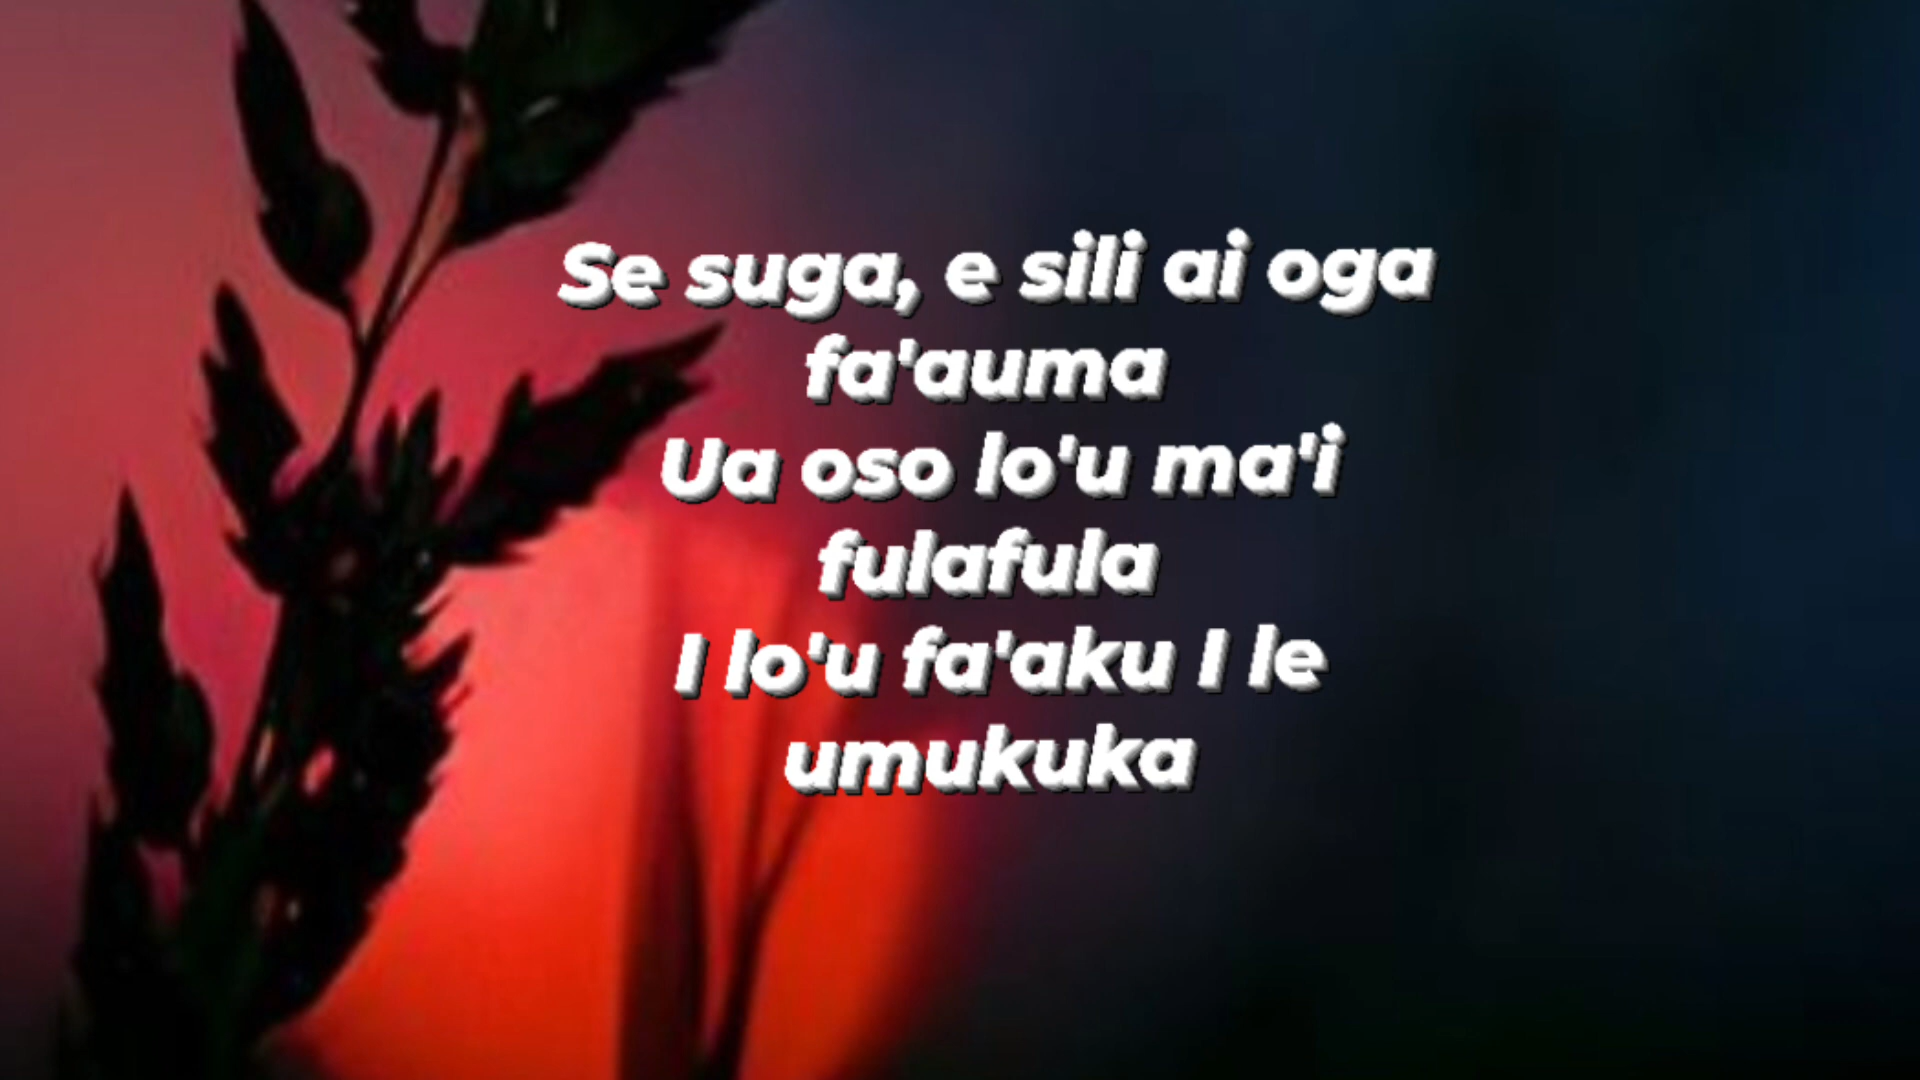 Se suga, e sili ai oga
fa'auma
Ua oso lo'u ma'i
fulafula
I lo'u fa'aku I le
umukuka